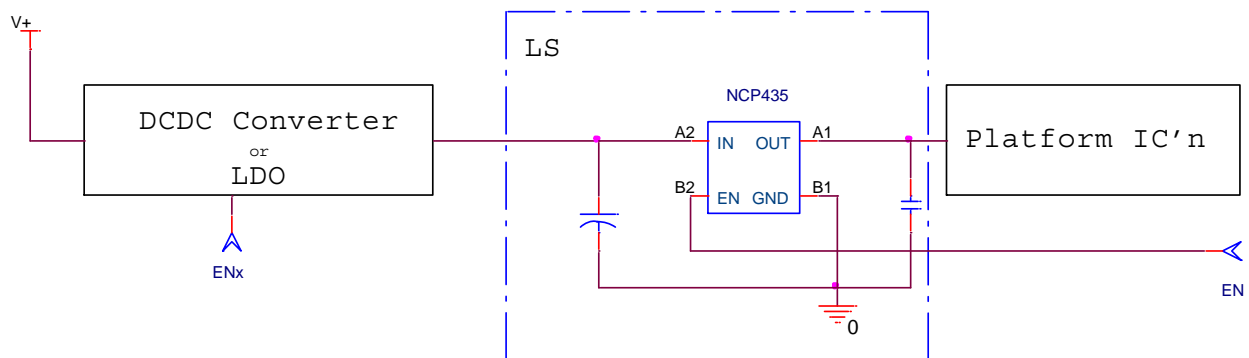 V+
LS
NCP435
DCDC Converter
or
LDO
A2
IN OUT
A1
Platform IC'n
B2
EN GND
B1
ENx
EN
0